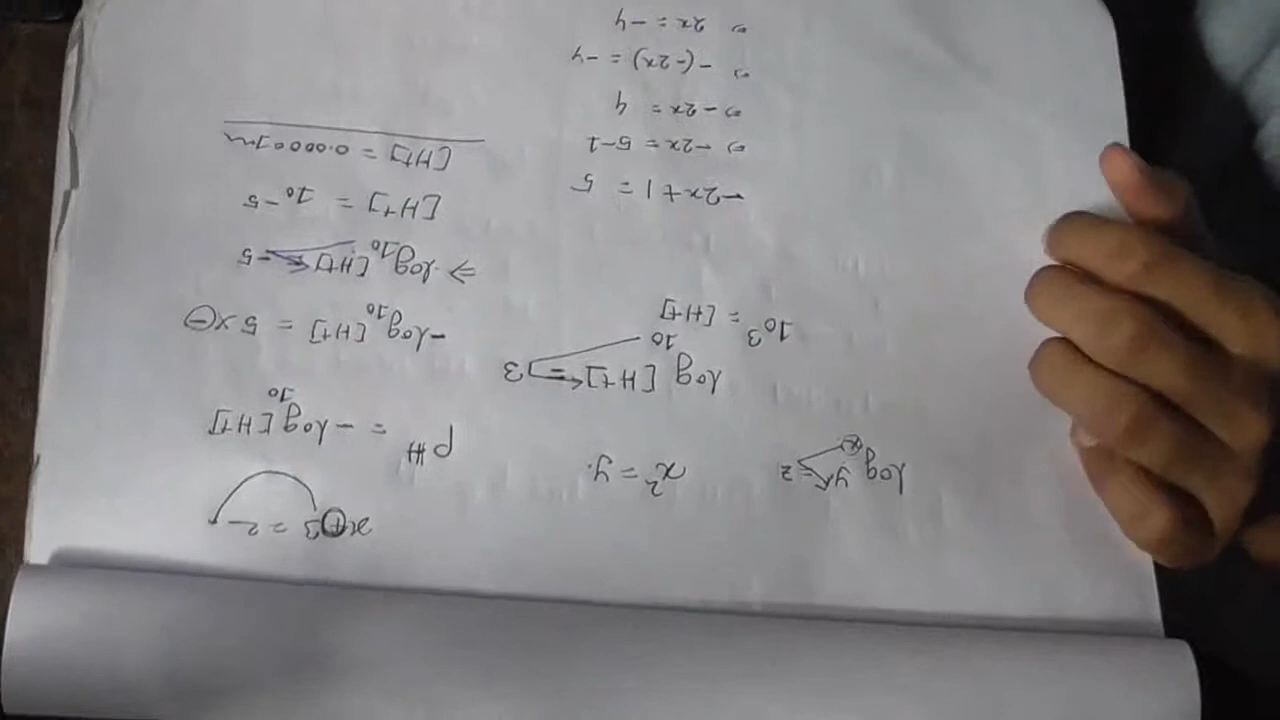 x+3 = 2
log_x y = z
x^z = y
pH = -log_10 [H+]
log_10 [H+] = 3
10^3 = [H+]
-log_10 [H+] = 5 x -
⇒ log_10 [H+] = -5
[H+] = 10^-5
[H+] = 0.00001m
-2x + 1 = 5
⇒ -2x = 5-1
⇒ -2x = 4
⇒ -(-2x) = -4
⇒ 2x = -4